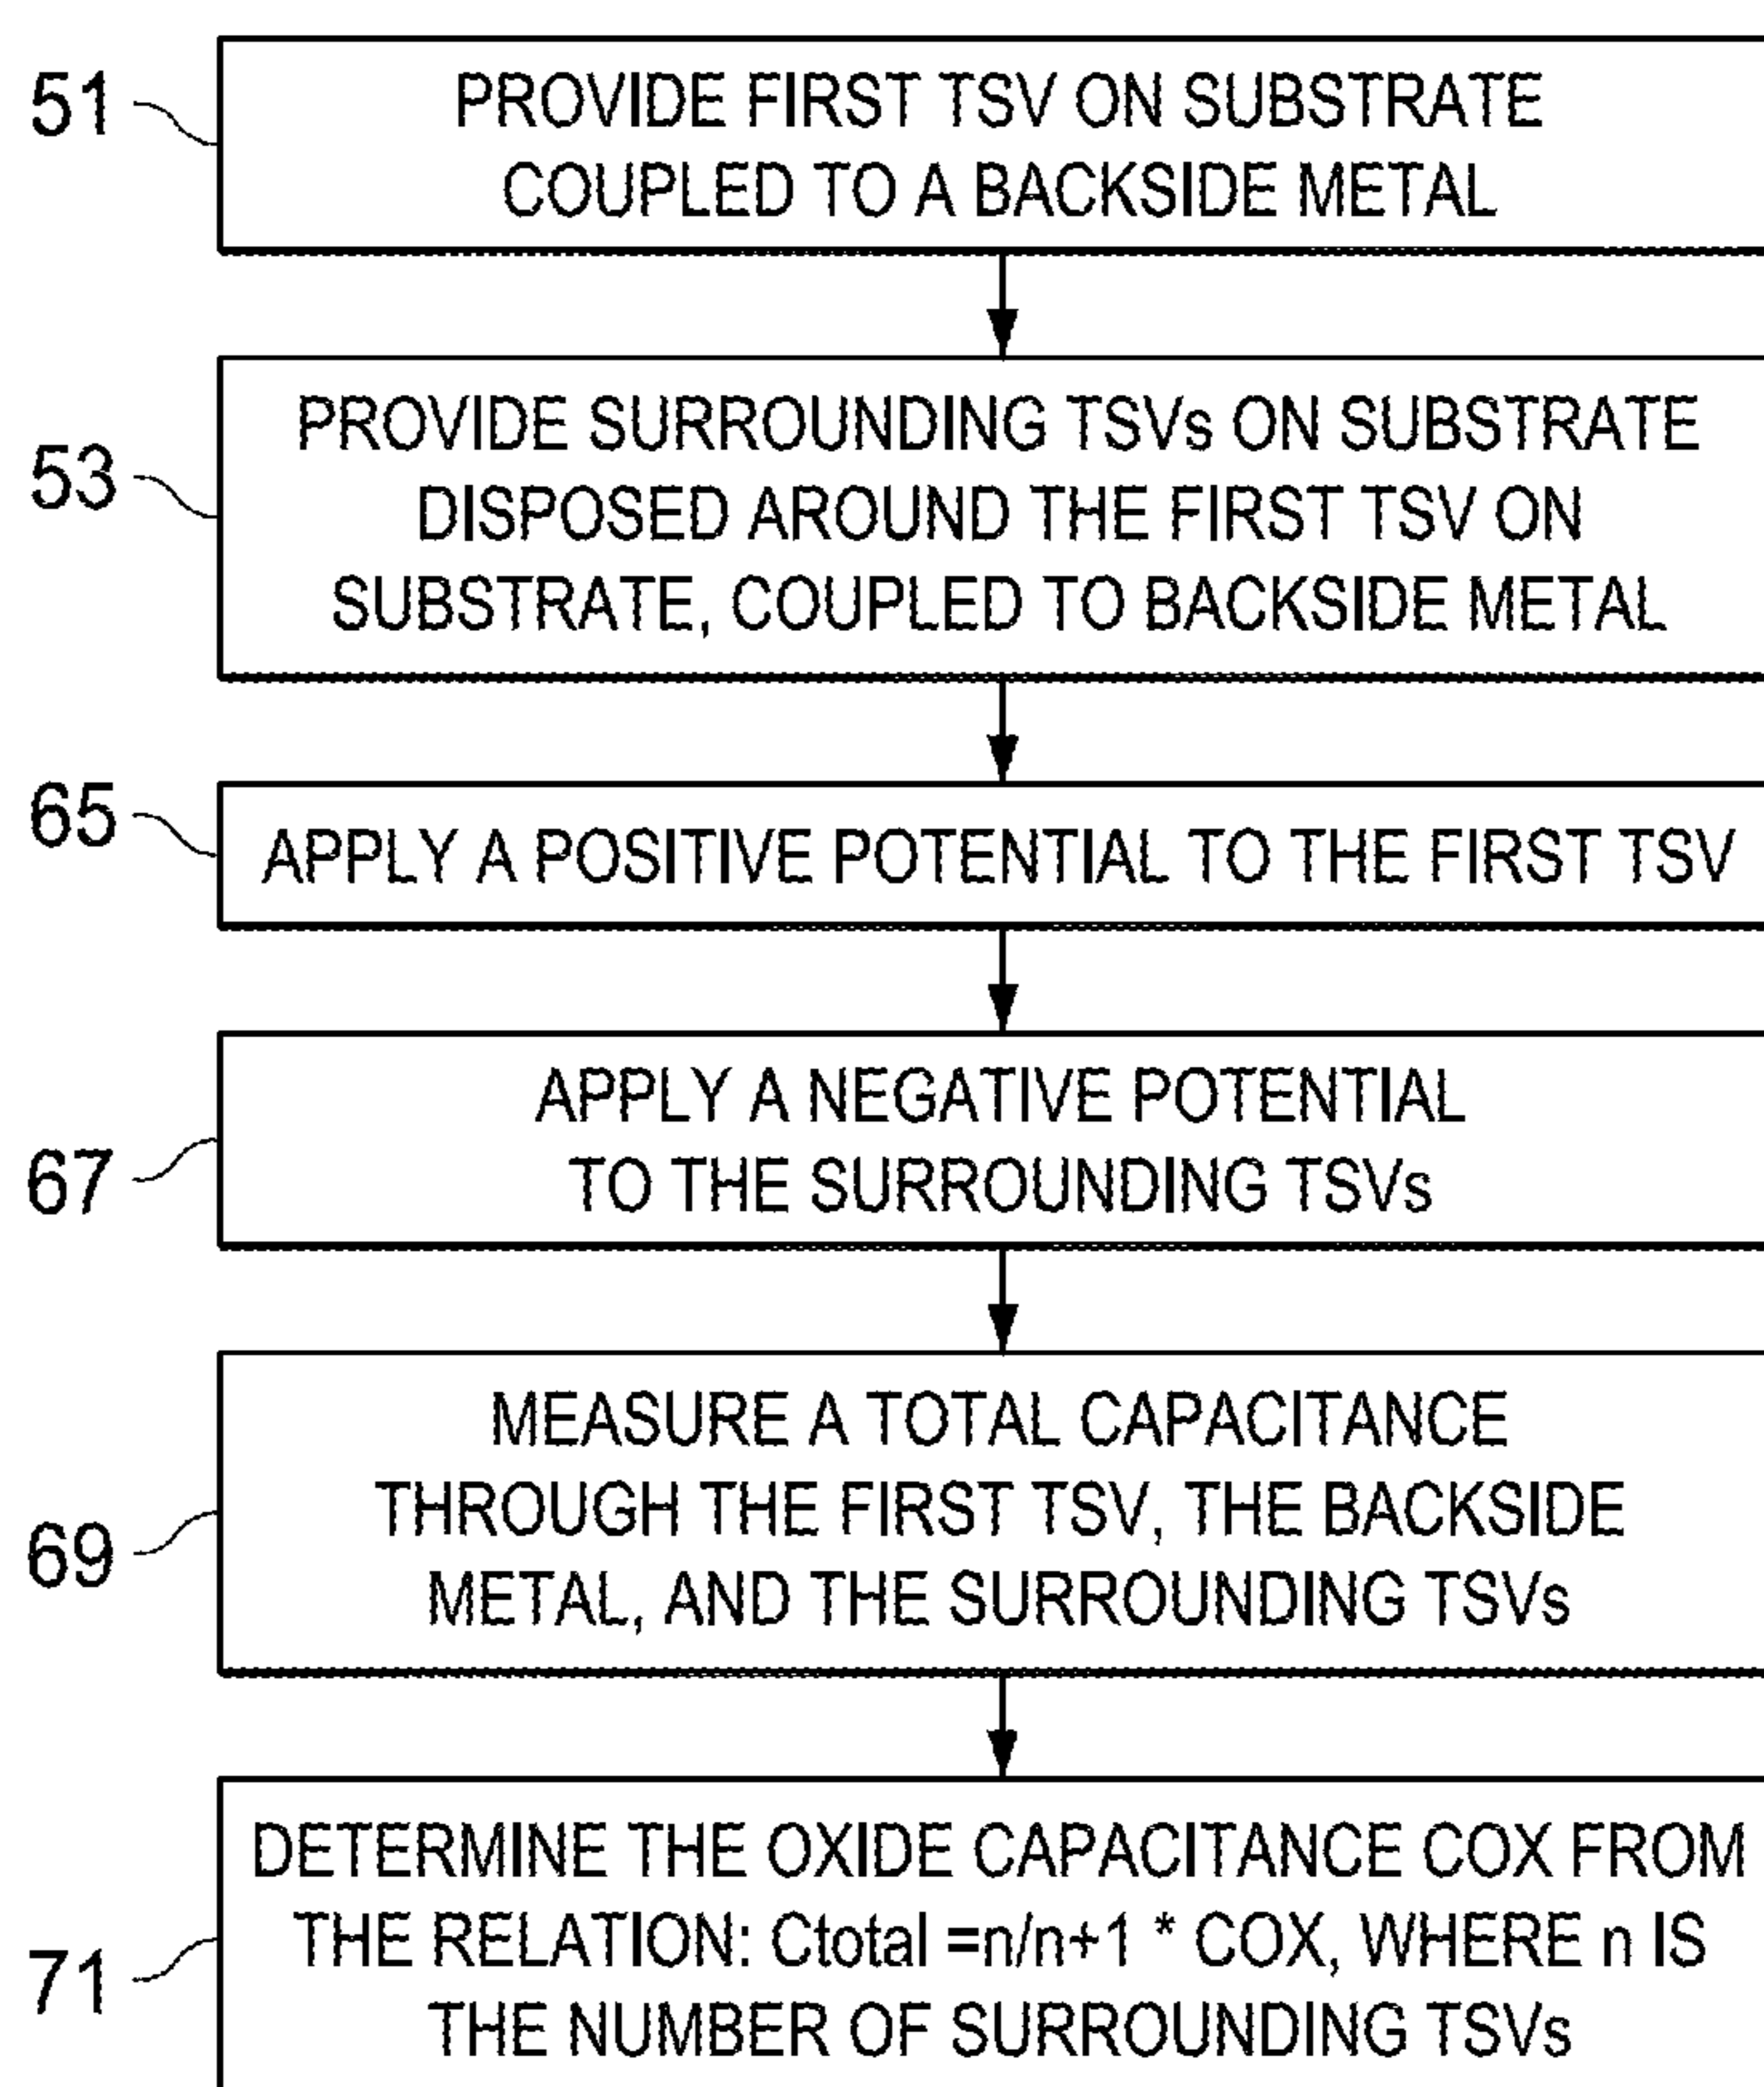 51
PROVIDE FIRST TSV ON SUBSTRATE
COUPLED TO A BACKSIDE METAL
53
PROVIDE SURROUNDING TSVs ON SUBSTRATE
DISPOSED AROUND THE FIRST TSV ON
SUBSTRATE, COUPLED TO BACKSIDE METAL
65
APPLY A POSITIVE POTENTIAL TO THE FIRST TSV
67
APPLY A NEGATIVE POTENTIAL
TO THE SURROUNDING TSVs
69
MEASURE A TOTAL CAPACITANCE
THROUGH THE FIRST TSV, THE BACKSIDE
METAL, AND THE SURROUNDING TSVs
71
DETERMINE THE OXIDE CAPACITANCE COX FROM
THE RELATION: Ctotal =n/n+1 * COX, WHERE n IS
THE NUMBER OF SURROUNDING TSVs